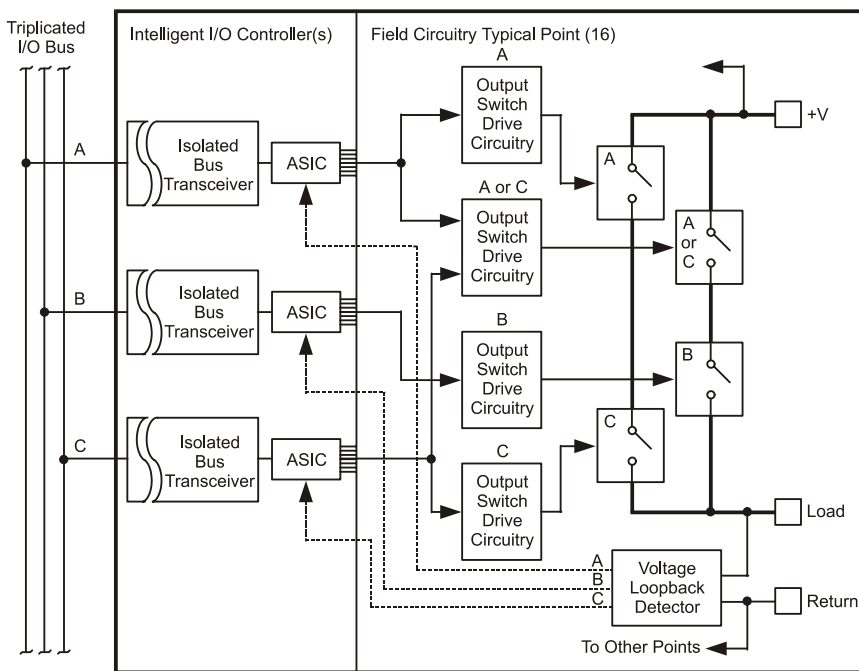 Triplicated
I/O Bus
Intelligent I/O Controller(s)
Field Circuitry Typical Point (16)
A
Output
Switch
Drive
Circuitry
+V
A
Isolated
Bus
Transceiver
ASIC
A
A or C
Output
Switch
Drive
Circuitry
A
or
C
B
Isolated
Bus
Transceiver
ASIC
B
Output
Switch
Drive
Circuitry
B
C
Isolated
Bus
Transceiver
ASIC
C
Output
Switch
Drive
Circuitry
C
Load
A
B
C
Voltage
Loopback
Detector
Return
To Other Points